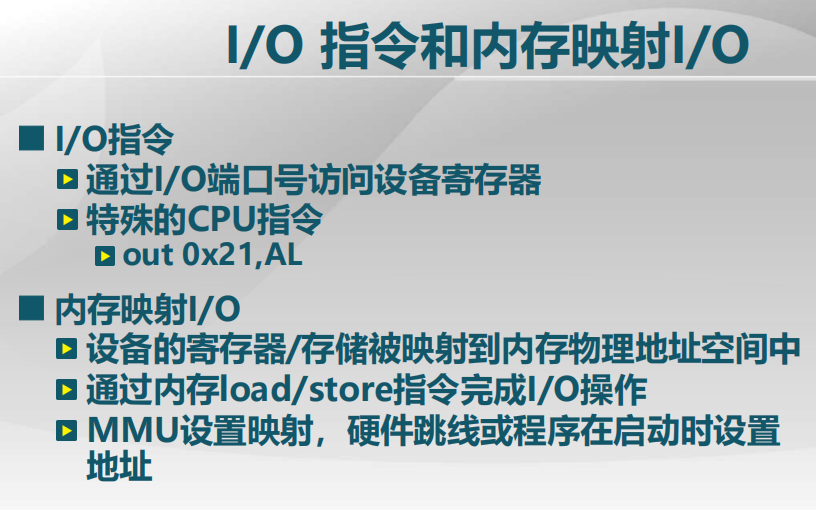 I/O 指令和内存映射I/O
I/O指令
通过I/O端口号访问设备寄存器
特殊的CPU指令
out 0x21,AL
内存映射I/O
设备的寄存器/存储被映射到内存物理地址空间中
通过内存load/store指令完成I/O操作
MMU设置映射，硬件跳线或程序在启动时设置
地址